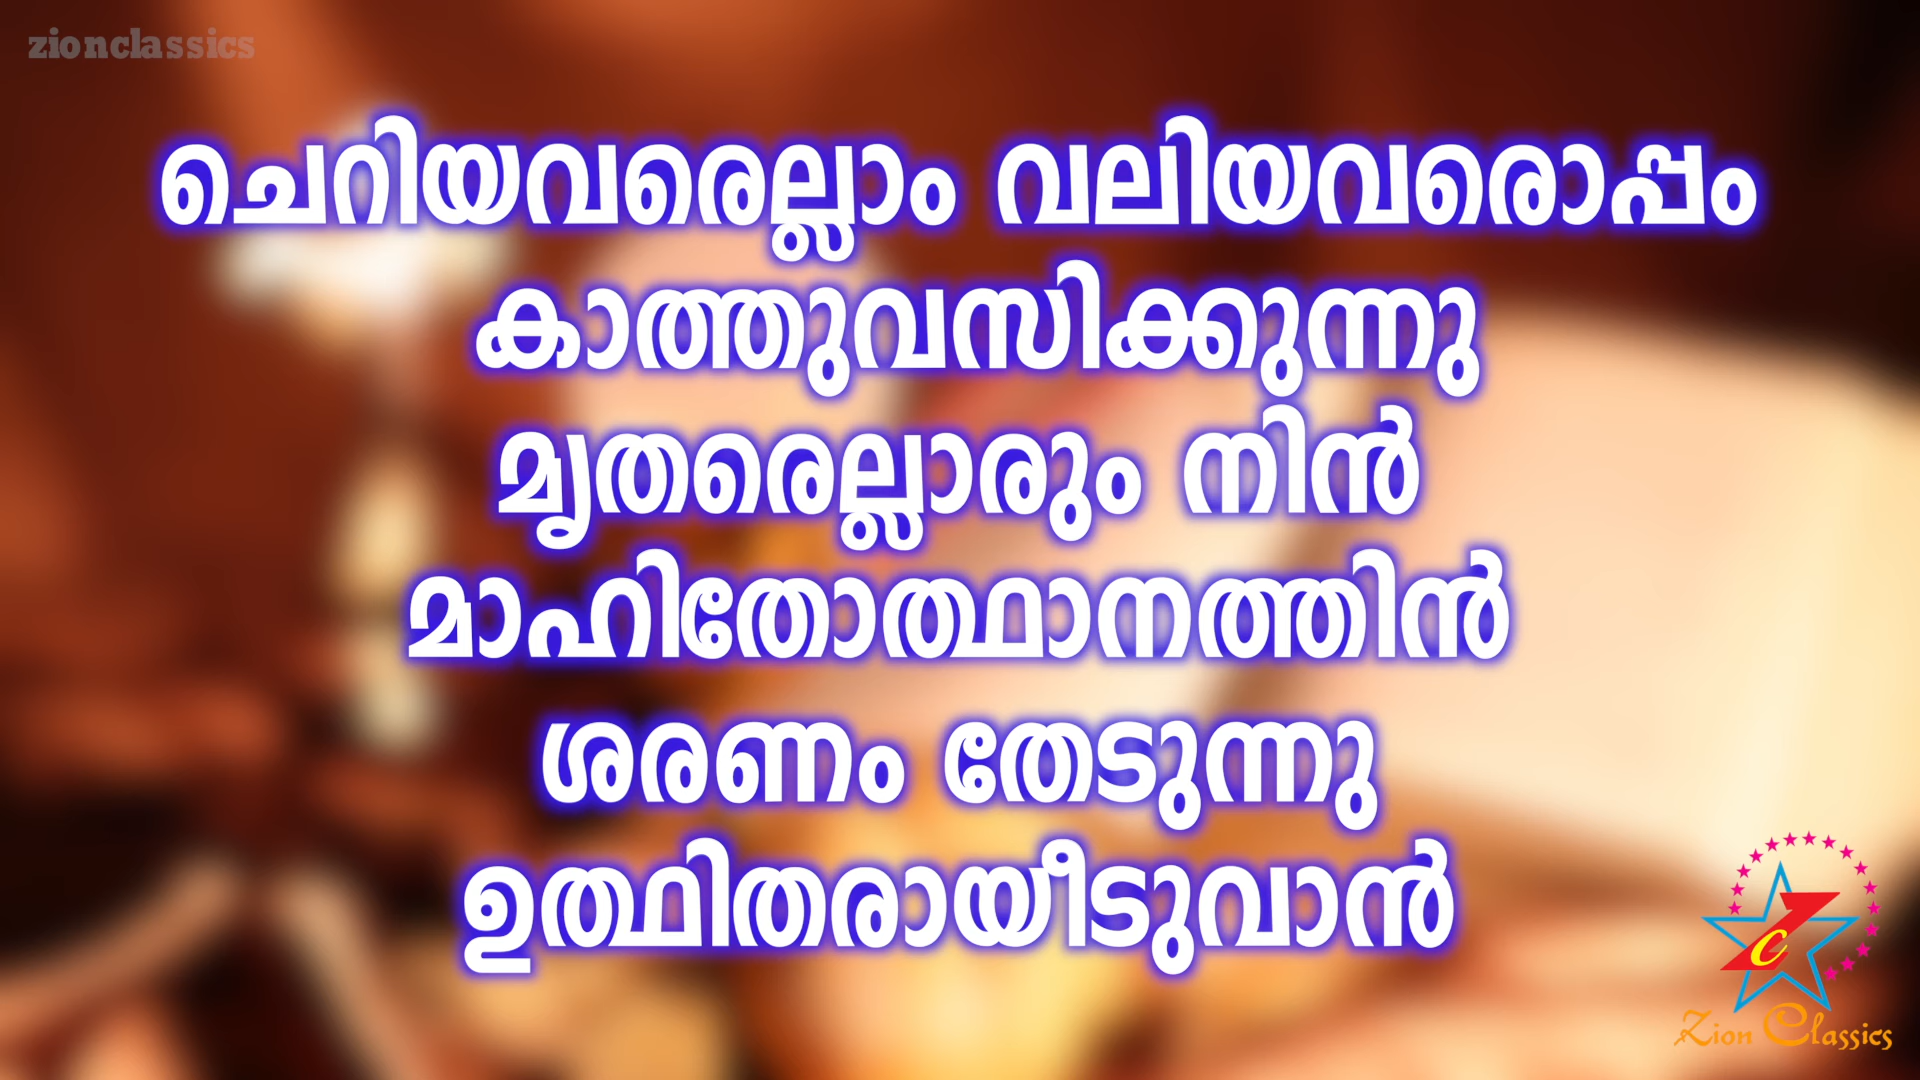 zionclassics
ചെറിയവരെല്ലാം വലിയവരൊപ്പം
കാത്തുവസിക്കുന്നു
മൃതരെല്ലാരും നിൻ
മാഹിതോത്ഥാനത്തിൻ
ശരണം തേടുന്നു
ഉത്ഥിതരായീടുവാൻ
Z c
Zion Classics